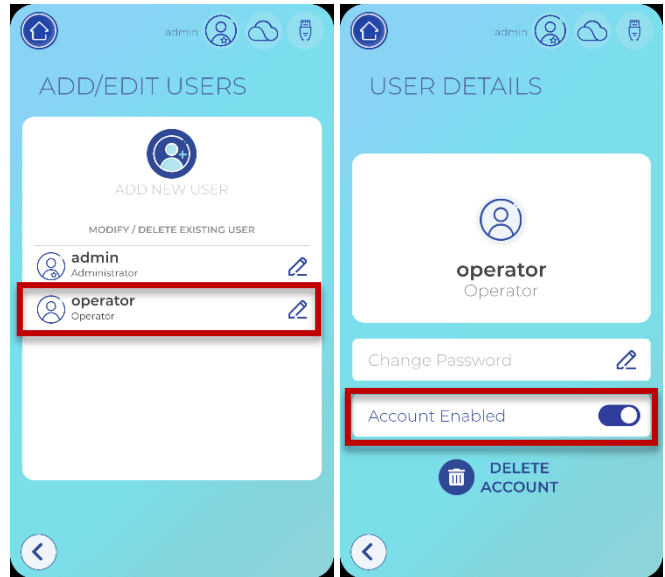 admin
ADD/EDIT USERS
ADD NEW USER
MODIFY / DELETE EXISTING USER
admin
Administrator
operator
Operator
admin
USER DETAILS
operator
Operator
Change Password
Account Enabled
DELETE
ACCOUNT